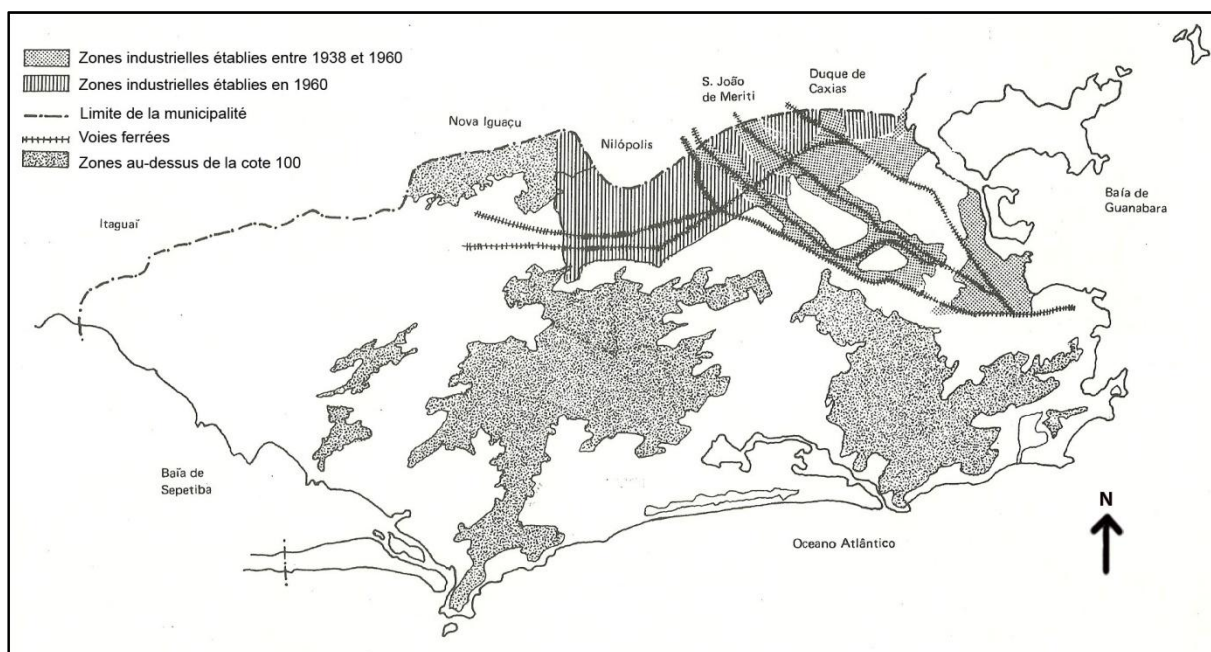 Zones industrielles établies entre 1938 et 1960
Zones industrielles établies en 1960
Limite de la municipalité
Voies ferrées
Zones au-dessus de la cote 100
Itaguaï
Nova Iguaçu
Nilópolis
S. João
de Meriti
Duque de
Caxias
Baía de
Guanabara
Baïa de
Sepetiba
Oceano Atlântico
N